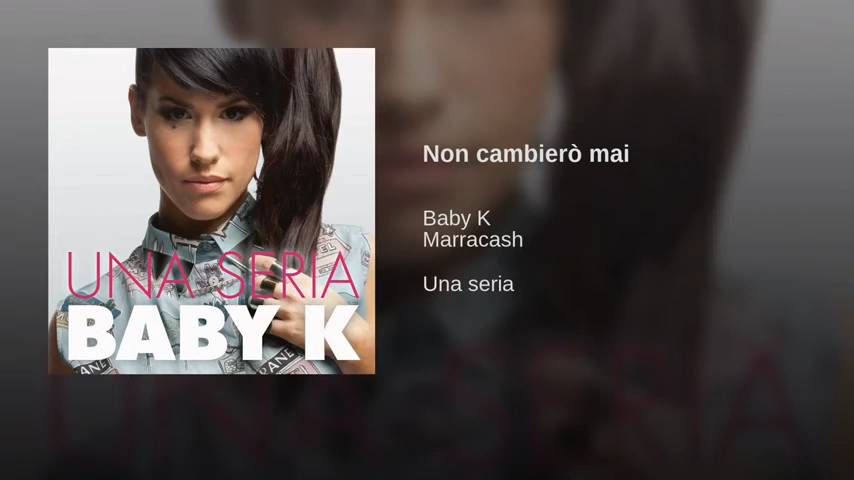 UNA SERIA
BABY K
Non cambierò mai
Baby K
Marracash
Una seria